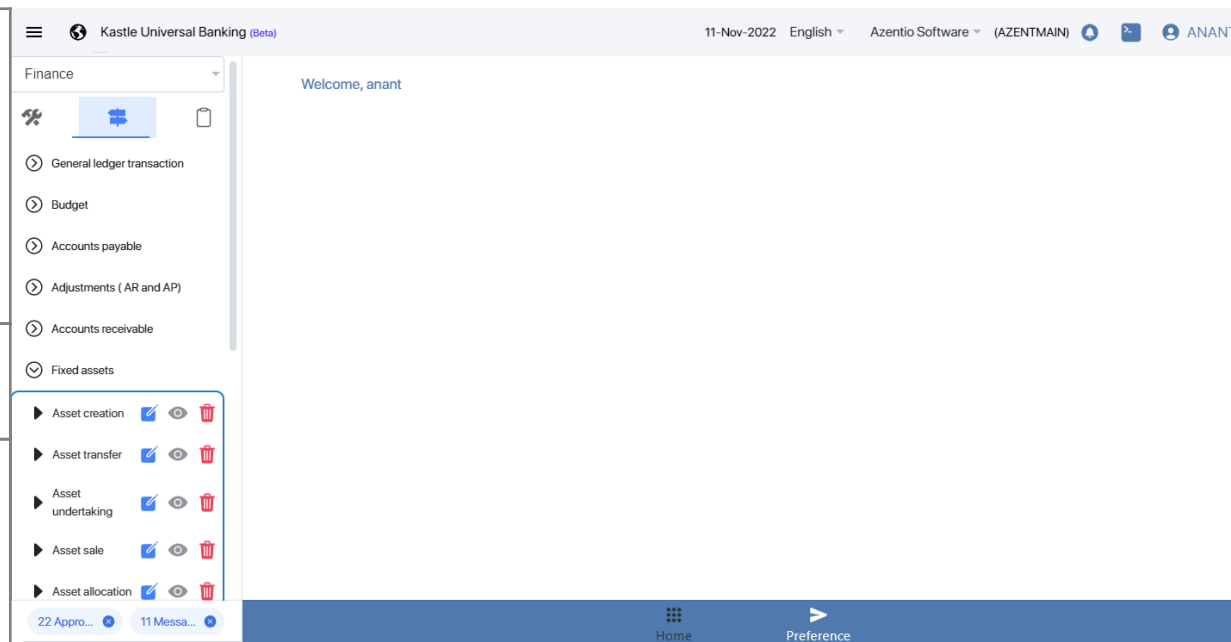 Kastle Universal Banking (Beta)
11-Nov-2022 English Azentio Software (AZENTMAIN) ANANT
Finance
Welcome, anant
General ledger transaction
Budget
Accounts payable
Adjustments ( AR and AP)
Accounts receivable
Fixed assets
Asset creation
Asset transfer
Asset
undertaking
Asset sale
Asset allocation
22 Appro... 11 Messa...
Home Preference